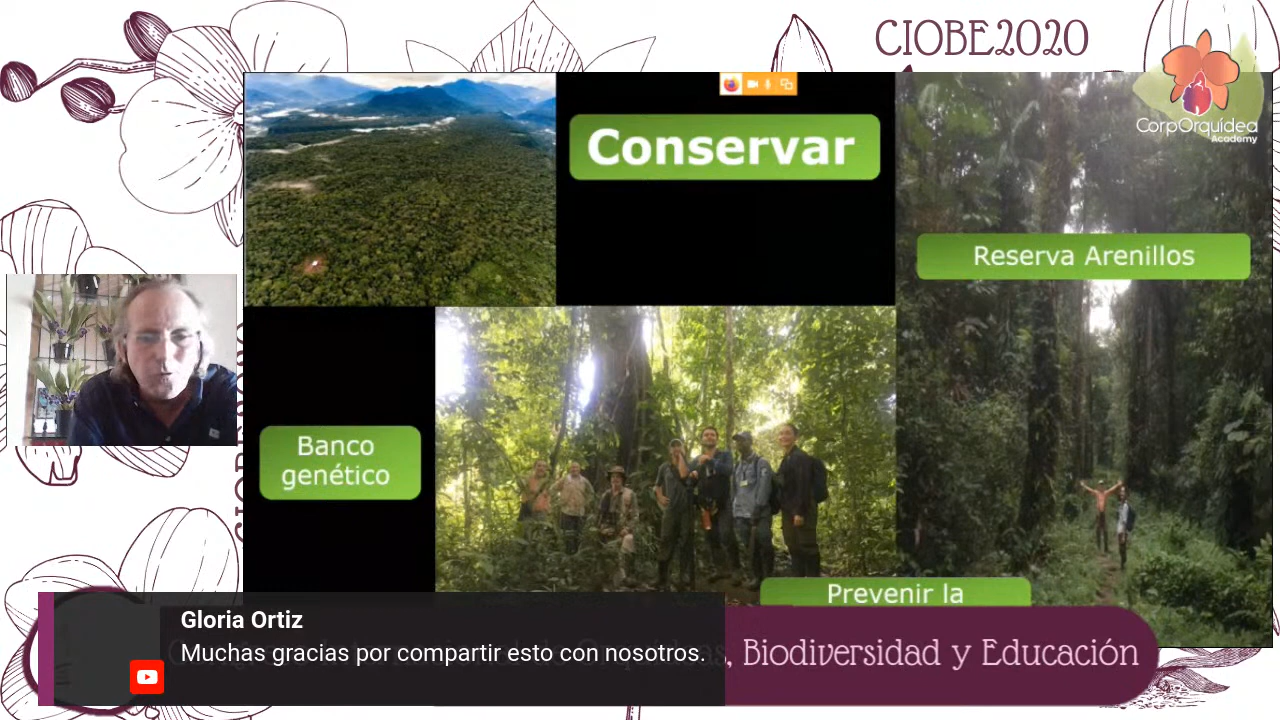 CIOBE2020
CorpOrquídea
Academy
Conservar
Reserva Arenillos
Banco
genético
Prevenir la
Gloria Ortiz
Muchas gracias por compartir esto con nosotros.
, Biodiversidad y Educación